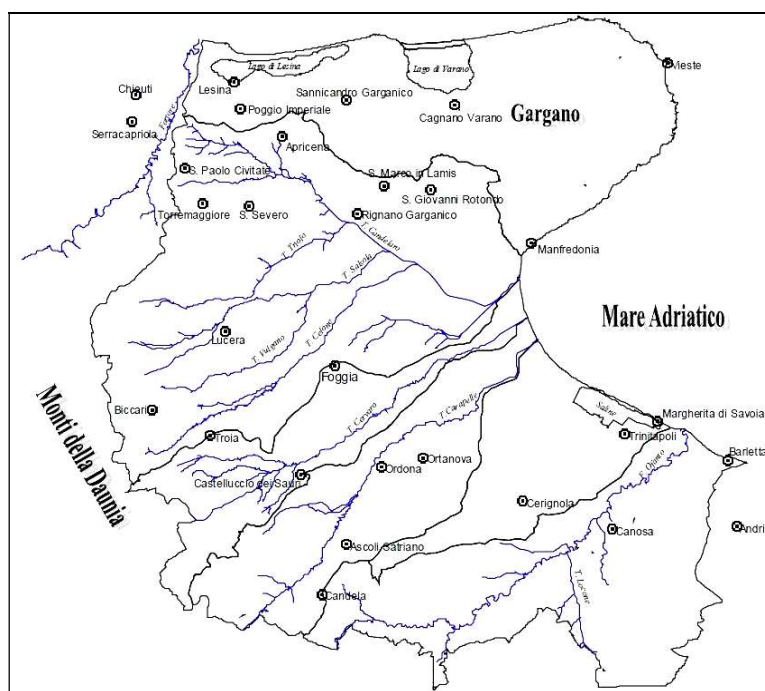 Lago di Lesina
Lago di Varano
Vieste
Chieuti
Lesina
Sannicandro Garganico
Poggio Imperiale
Cagnano Varano
Gargano
Serracapriola
F. Fortore
Apricena
S. Paolo Civitate
S. Marco in Lamis
S. Giovanni Rotondo
Torremaggiore
S. Severo
Rignano Garganico
T. Candelaro
T. Triolo
Manfredonia
T. Salsola
Mare Adriatico
Lucera
T. Vulgano
T. Celone
Foggia
Monti della Daunia
Biccari
T. Cervaro
T. Carapelle
Saline
Margherita di Savoia
Troia
Trinitapoli
Barletta
Castelluccio dei Sauri
Ordona
Ortanova
F. Ofanto
Cerignola
Canosa
Andri
Ascoli Satriano
T. Locone
Candela